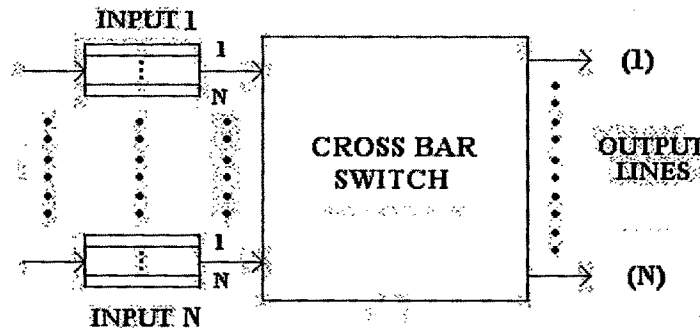 INPUT 1
1
N
(1)
CROSS BAR
SWITCH
OUTPUT
LINES
1
N
(N)
INPUT N